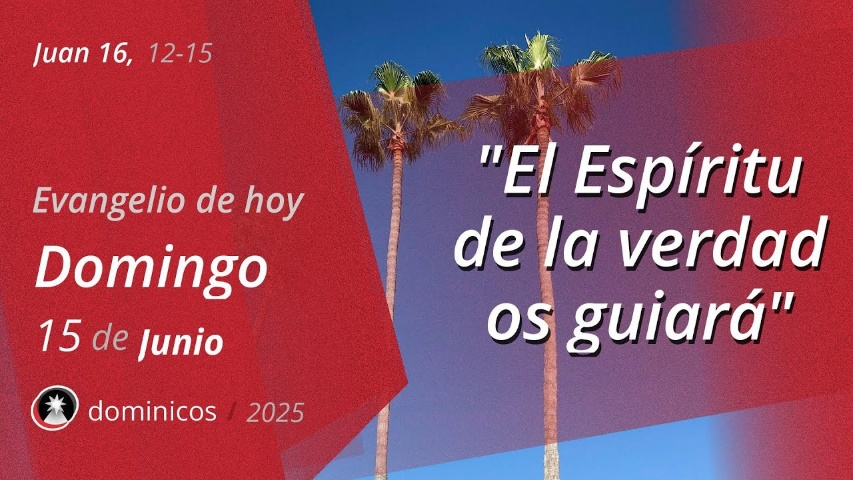 Juan 16, 12-15
Evangelio de hoy
Domingo
15 de Junio
dominicos / 2025
"El Espíritu
de la verdad
os guiará"